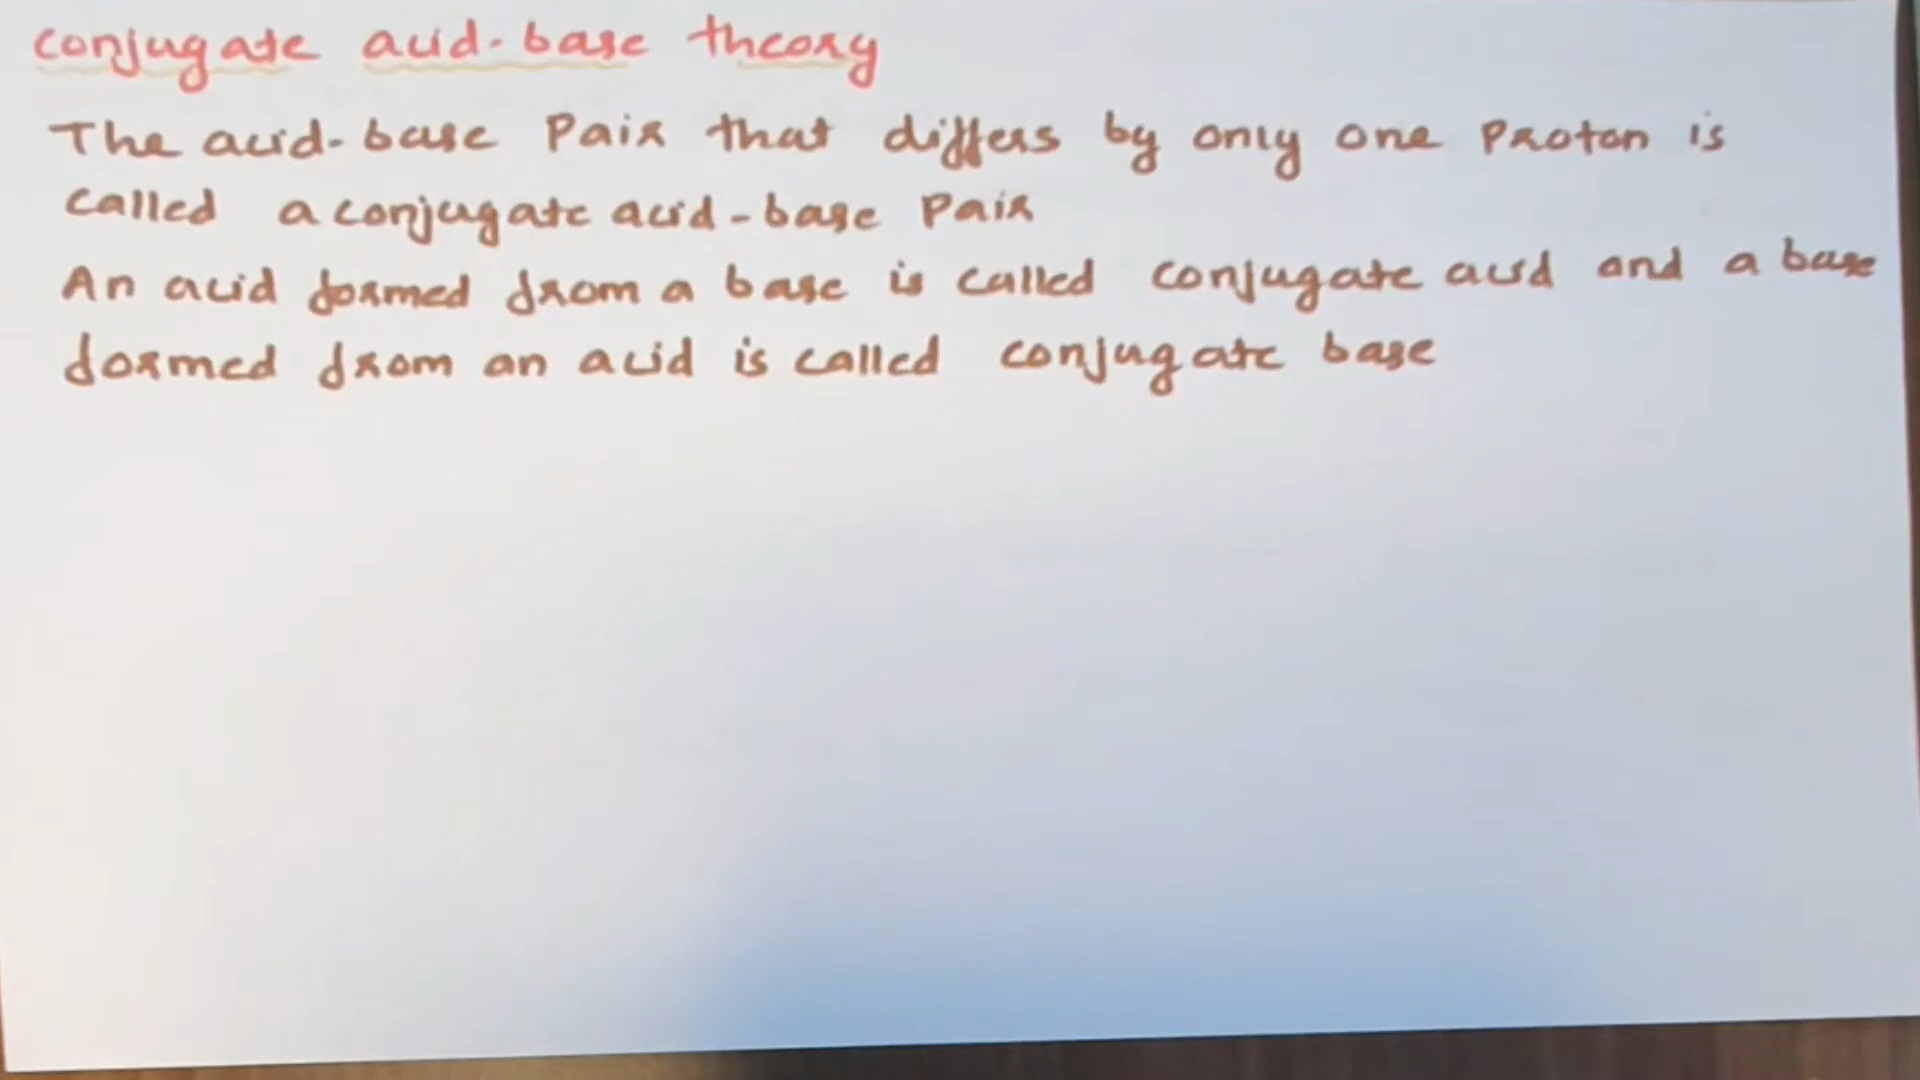 conjugate acid-base theory
The acid-base Pair that differs by only one Proton is
called a conjugate acid-base Pair
An acid formed from a base is called conjugate acid and a base
formed from an acid is called conjugate base